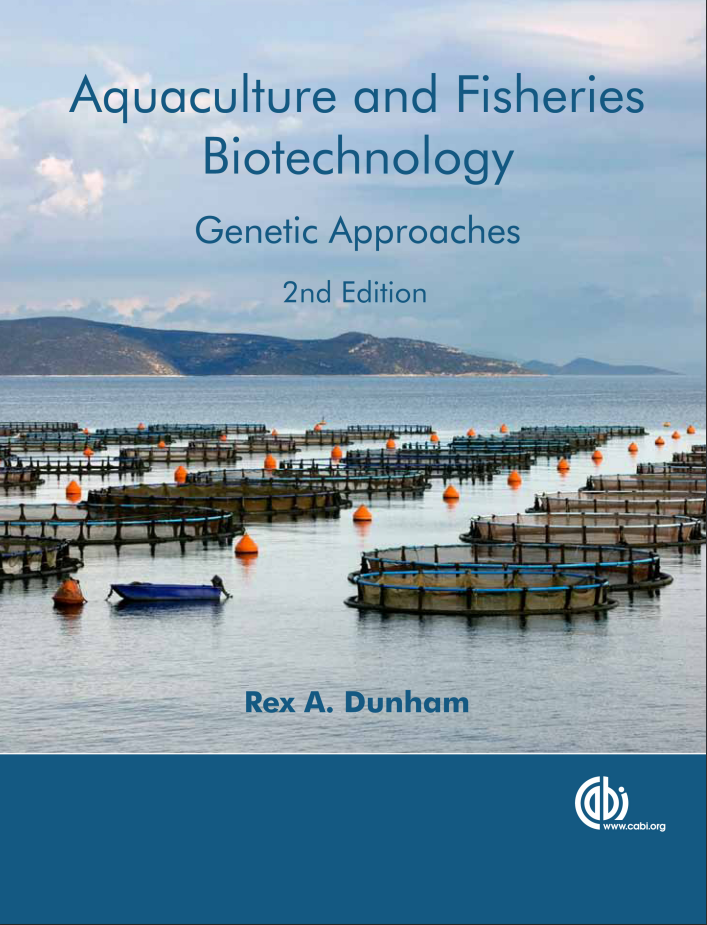 Aquaculture and Fisheries
Biotechnology
Genetic Approaches
2nd Edition
Rex A. Dunham
cabi
www.cabi.org